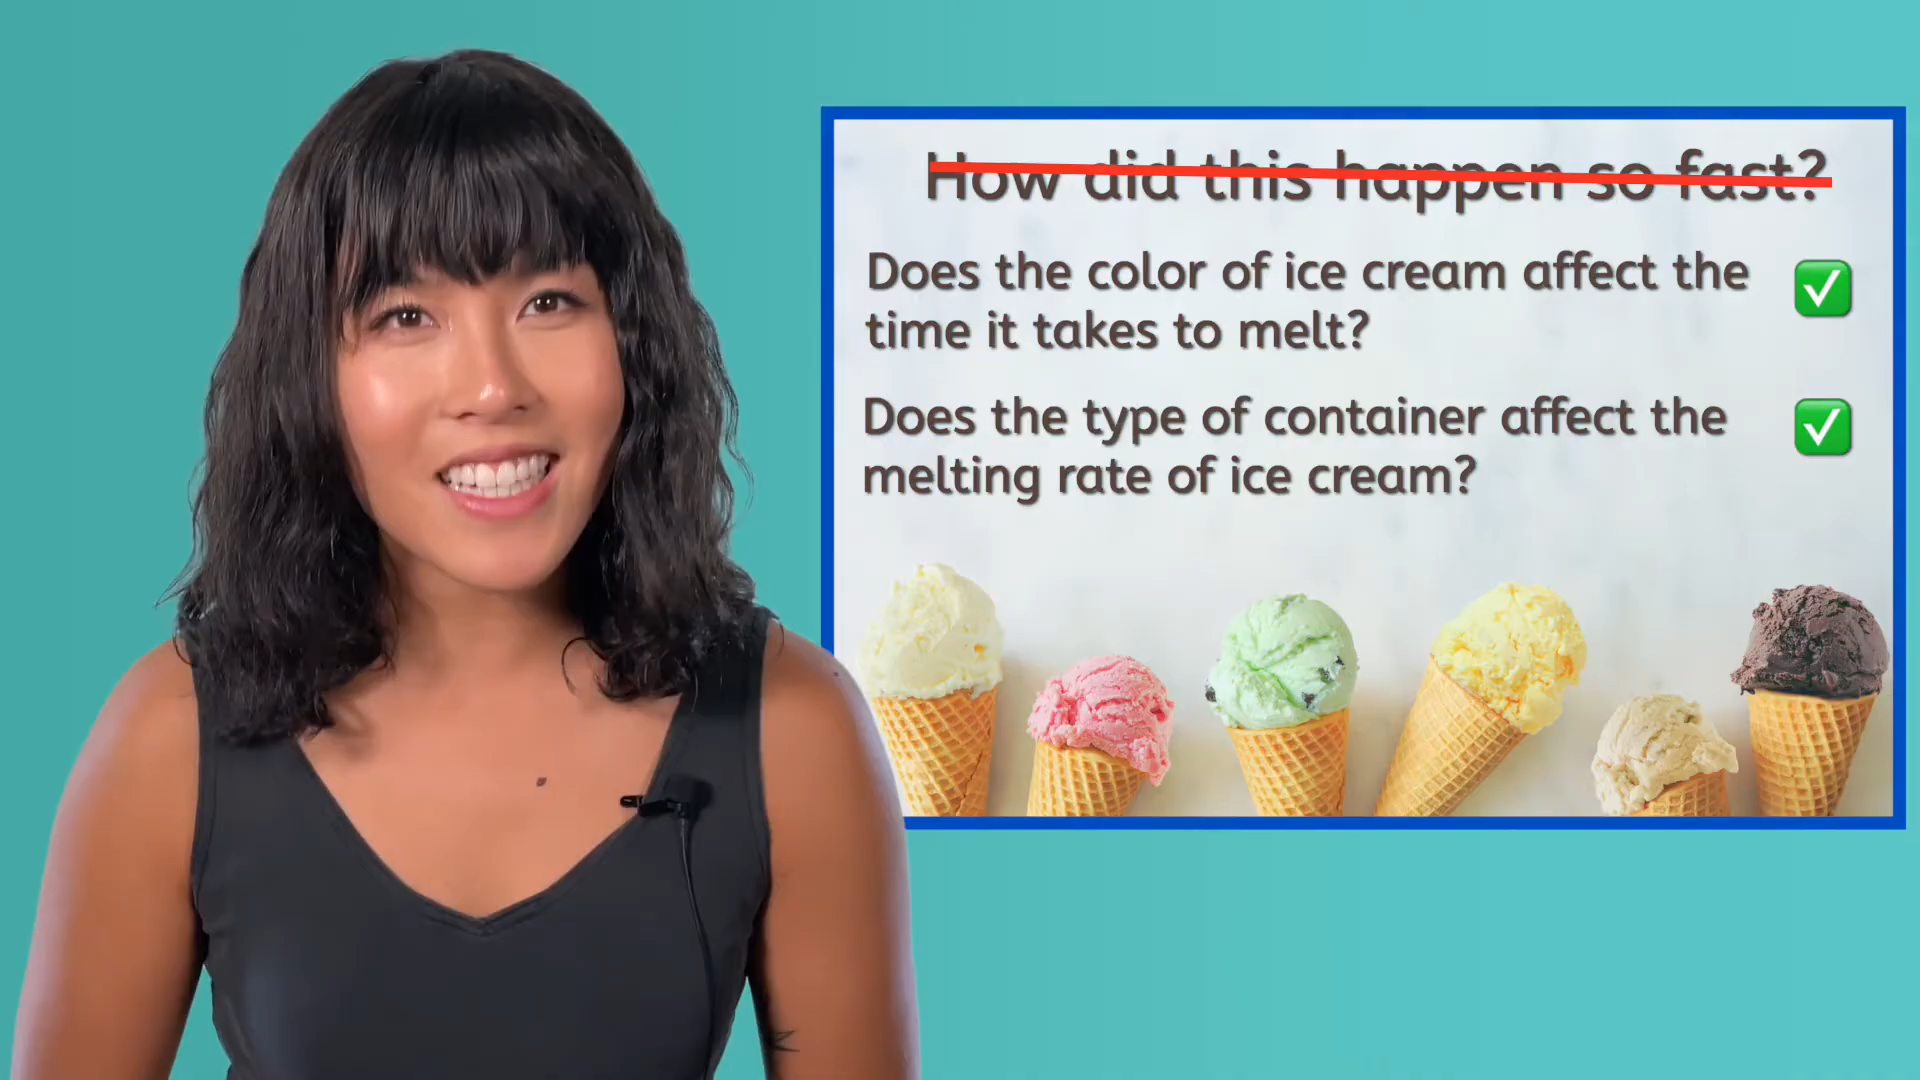 How did this happen so fast?
Does the color of ice cream affect the
time it takes to melt?
Does the type of container affect the
melting rate of ice cream?